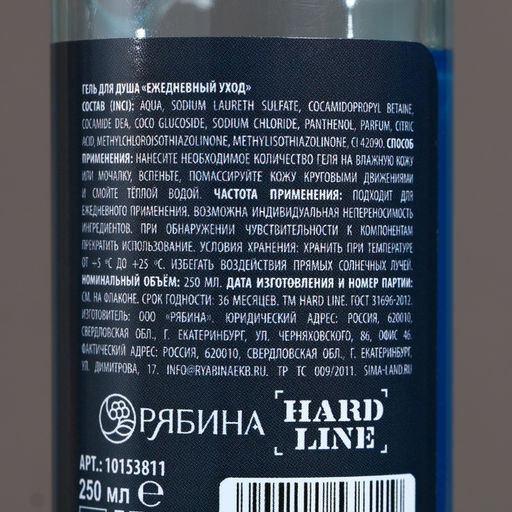 ГЕЛЬ ДЛЯ ДУША «ЕЖЕДНЕВНЫЙ УХОД»
СОСТАВ (INCI): AQUA, SODIUM LAURETH SULFATE, COCAMIDOPROPYL BETAINE,
COCAMIDE DEA, COCO GLUCOSIDE, SODIUM CHLORIDE, PANTHENOL, PARFUM, CITRIC
ACID, METHYLCHLOROISOTHIAZOLINONE, METHYLISOTHIAZOLINONE, CI 42090. СПОСОБ
ПРИМЕНЕНИЯ: НАНЕСИТЕ НЕОБХОДИМОЕ КОЛИЧЕСТВО ГЕЛЯ НА ВЛАЖНУЮ КОЖУ
ИЛИ МОЧАЛКУ, ВСПЕНЬТЕ, ПОМАССИРУЙТЕ КОЖУ КРУГОВЫМИ ДВИЖЕНИЯМИ
И СМОЙТЕ ТЁПЛОЙ ВОДОЙ. ЧАСТОТА ПРИМЕНЕНИЯ: ПОДХОДИТ ДЛЯ
ЕЖЕДНЕВНОГО ПРИМЕНЕНИЯ. ВОЗМОЖНА ИНДИВИДУАЛЬНАЯ НЕПЕРЕНОСИМОСТЬ
ИНГРЕДИЕНТОВ. ПРИ ОБНАРУЖЕНИИ ЧУВСТВИТЕЛЬНОСТИ К КОМПОНЕНТАМ
ПРЕКРАТИТЬ ИСПОЛЬЗОВАНИЕ. УСЛОВИЯ ХРАНЕНИЯ: ХРАНИТЬ ПРИ ТЕМПЕРАТУРЕ
ОТ +5 °C ДО +25 °C. ИЗБЕГАТЬ ВОЗДЕЙСТВИЯ ПРЯМЫХ СОЛНЕЧНЫХ ЛУЧЕЙ.
НОМИНАЛЬНЫЙ ОБЪЁМ: 250 МЛ. ДАТА ИЗГОТОВЛЕНИЯ И НОМЕР ПАРТИИ:
СМ. НА ФЛАКОНЕ. СРОК ГОДНОСТИ: 36 МЕСЯЦЕВ. ТМ HARD LINE. ГОСТ 31696-2012.
ИЗГОТОВИТЕЛЬ: ООО «РЯБИНА». ЮРИДИЧЕСКИЙ АДРЕС: РОССИЯ, 620010,
СВЕРДЛОВСКАЯ ОБЛ., Г. ЕКАТЕРИНБУРГ, УЛ. ЧЕРНЯХОВСКОГО, 86, ОФИС 46.
ФАКТИЧЕСКИЙ АДРЕС: РОССИЯ, 620010, СВЕРДЛОВСКАЯ ОБЛ., Г. ЕКАТЕРИНБУРГ,
УЛ. ДИМИТРОВА, 17. INFO@RYABINAEKB.RU ТР ТС 009/2011. SIMA-LAND.RU
РЯБИНА
HARD
LINE
АРТ.: 10153811
250 мл ℮